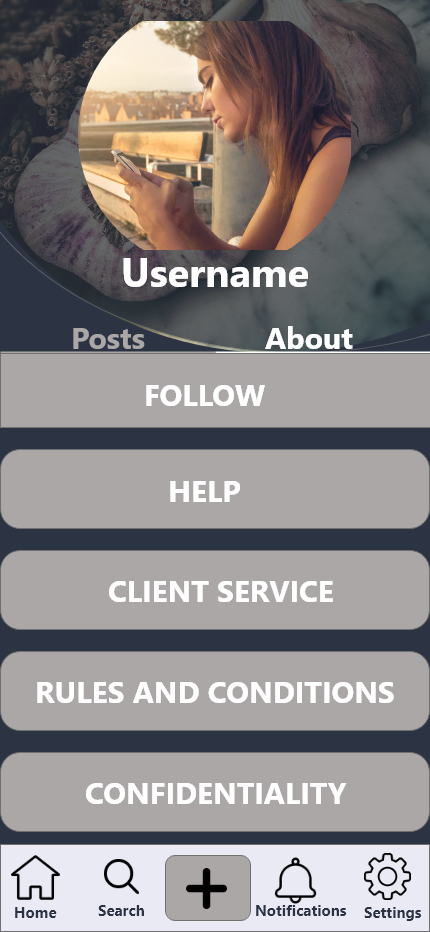 Username
Posts About
FOLLOW
HELP
CLIENT SERVICE
RULES AND CONDITIONS
CONFIDENTIALITY
Home Search Notifications Settings